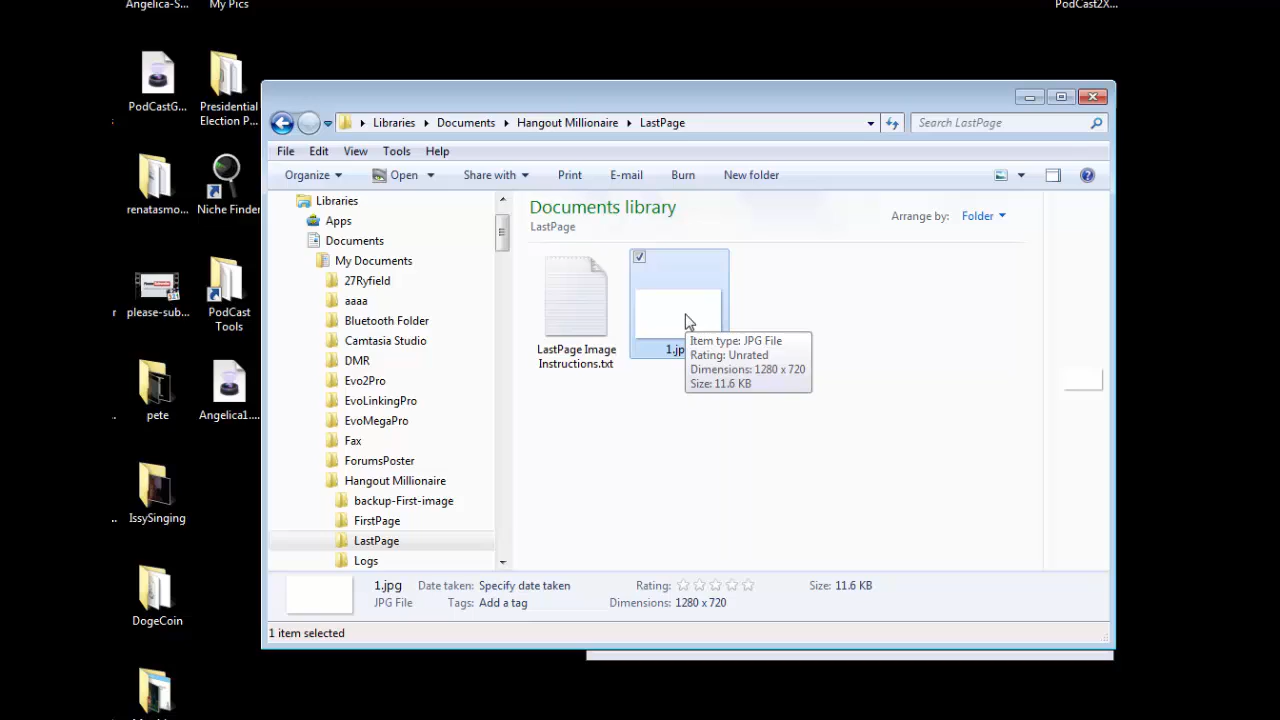 Angelica-S...
My Pics
PodCast2X...
PodCastG...
Presidential
Election P...
renatasmo...
Niche Finder
please-sub...
PodCast
Tools
pete
Angelica1....
IssySinging
DogeCoin
Libraries
Documents
Hangout Millionaire
LastPage
Search LastPage
File
Edit
View
Tools
Help
Organize
Open
Share with
Print
E-mail
Burn
New folder
Libraries
Apps
Documents
My Documents
27Ryfield
aaaa
Bluetooth Folder
Camtasia Studio
DMR
Evo2Pro
EvoLinkingPro
EvoMegaPro
Fax
ForumsPoster
Hangout Millionaire
backup-First-image
FirstPage
LastPage
Logs
Documents library
LastPage
Arrange by: Folder
LastPage Image
Instructions.txt
1.jp
Item type: JPG File
Rating: Unrated
Dimensions: 1280 x 720
Size: 11.6 KB
1.jpg Date taken: Specify date taken Rating: Size: 11.6 KB
JPG File Tags: Add a tag Dimensions: 1280 x 720
1 item selected